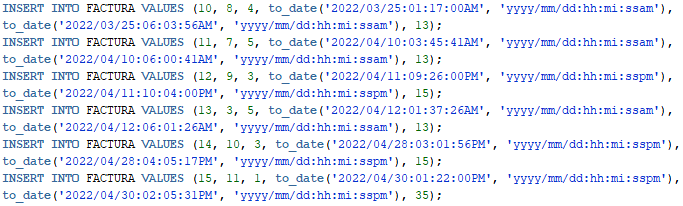 INSERT INTO FACTURA VALUES (10, 8, 4, to_date('2022/03/25:01:17:00AM', 'yyyy/mm/dd:hh:mi:ssam'),
to_date('2022/03/25:06:03:56AM', 'yyyy/mm/dd:hh:mi:ssam'), 13);
INSERT INTO FACTURA VALUES (11, 7, 5, to_date('2022/04/10:03:45:41AM', 'yyyy/mm/dd:hh:mi:ssam'),
to_date('2022/04/10:06:00:41AM', 'yyyy/mm/dd:hh:mi:ssam'), 13);
INSERT INTO FACTURA VALUES (12, 9, 3, to_date('2022/04/11:09:26:00PM', 'yyyy/mm/dd:hh:mi:sspm'),
to_date('2022/04/11:10:04:00PM', 'yyyy/mm/dd:hh:mi:sspm'), 15);
INSERT INTO FACTURA VALUES (13, 3, 5, to_date('2022/04/12:01:37:26AM', 'yyyy/mm/dd:hh:mi:ssam'),
to_date('2022/04/12:06:01:26AM', 'yyyy/mm/dd:hh:mi:ssam'), 13);
INSERT INTO FACTURA VALUES (14, 10, 3, to_date('2022/04/28:03:01:56PM', 'yyyy/mm/dd:hh:mi:sspm'),
to_date('2022/04/28:04:05:17PM', 'yyyy/mm/dd:hh:mi:sspm'), 15);
INSERT INTO FACTURA VALUES (15, 11, 1, to_date('2022/04/30:01:22:00PM', 'yyyy/mm/dd:hh:mi:sspm'),
to_date('2022/04/30:02:05:31PM', 'yyyy/mm/dd:hh:mi:sspm'), 35);